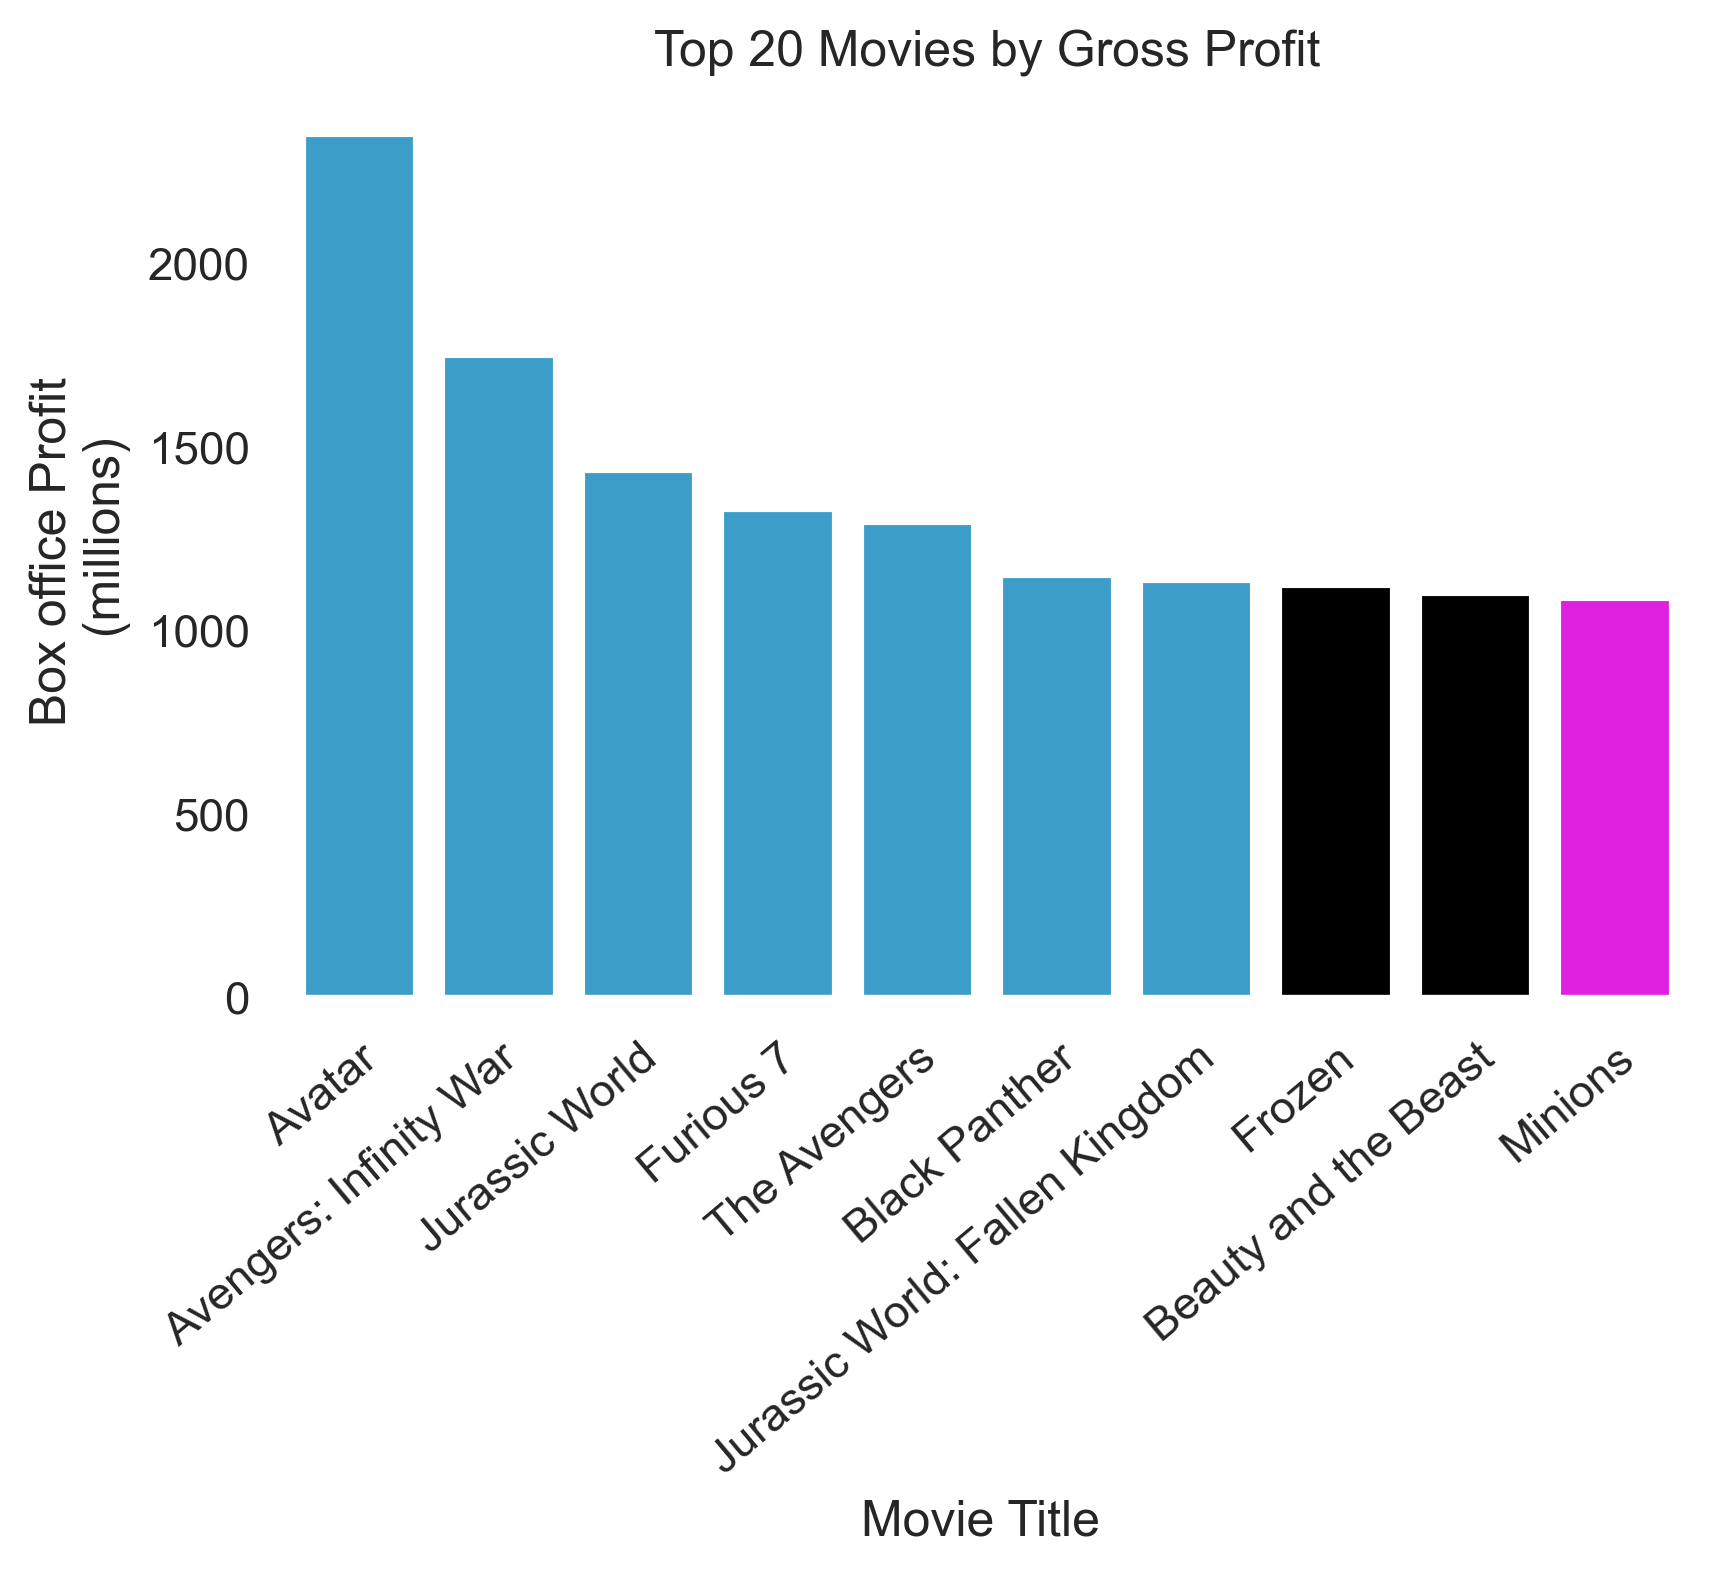 Top 20 Movies by Gross Profit
Box office Profit
(millions)
2000
1500
1000
500
0
Avatar
Avengers: Infinity War
Jurassic World
Furious 7
The Avengers
Black Panther
Jurassic World: Fallen Kingdom
Frozen
Beauty and the Beast
Minions
Movie Title